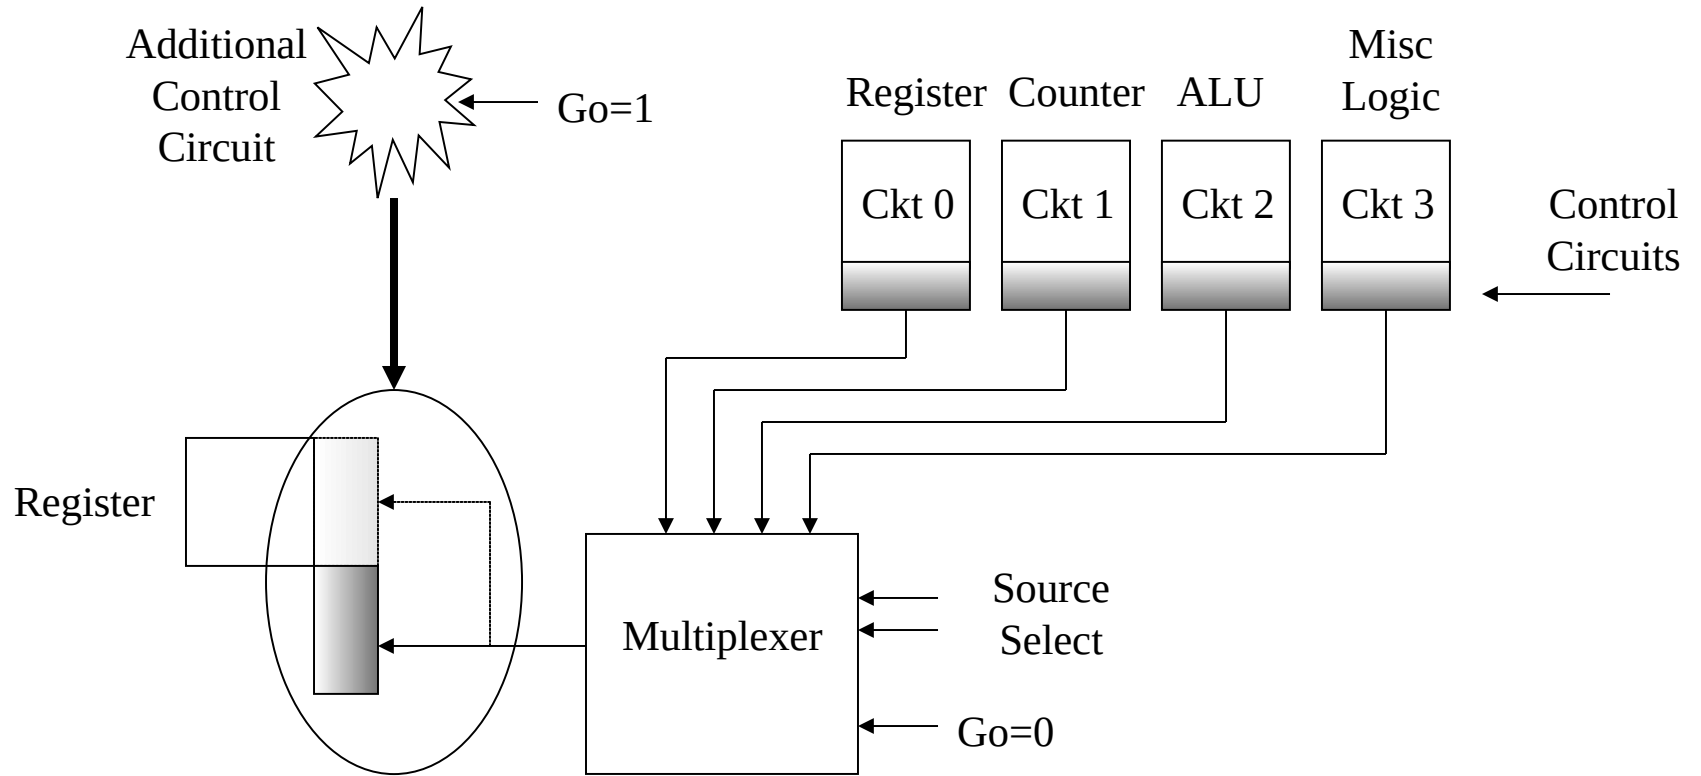 Additional
Control
Circuit
Go=1
Register
Counter
ALU
Misc
Logic
Ckt 0
Ckt 1
Ckt 2
Ckt 3
Control
Circuits
Register
Multiplexer
Source
Select
Go=0